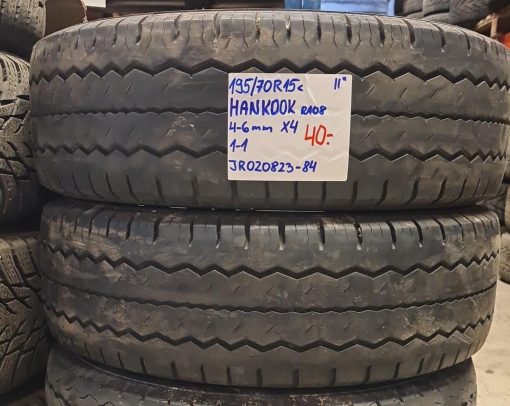 195/70R15c 11"
HANKOOK RA08
4-6mm X4 40:-
1-1
JR020823-84